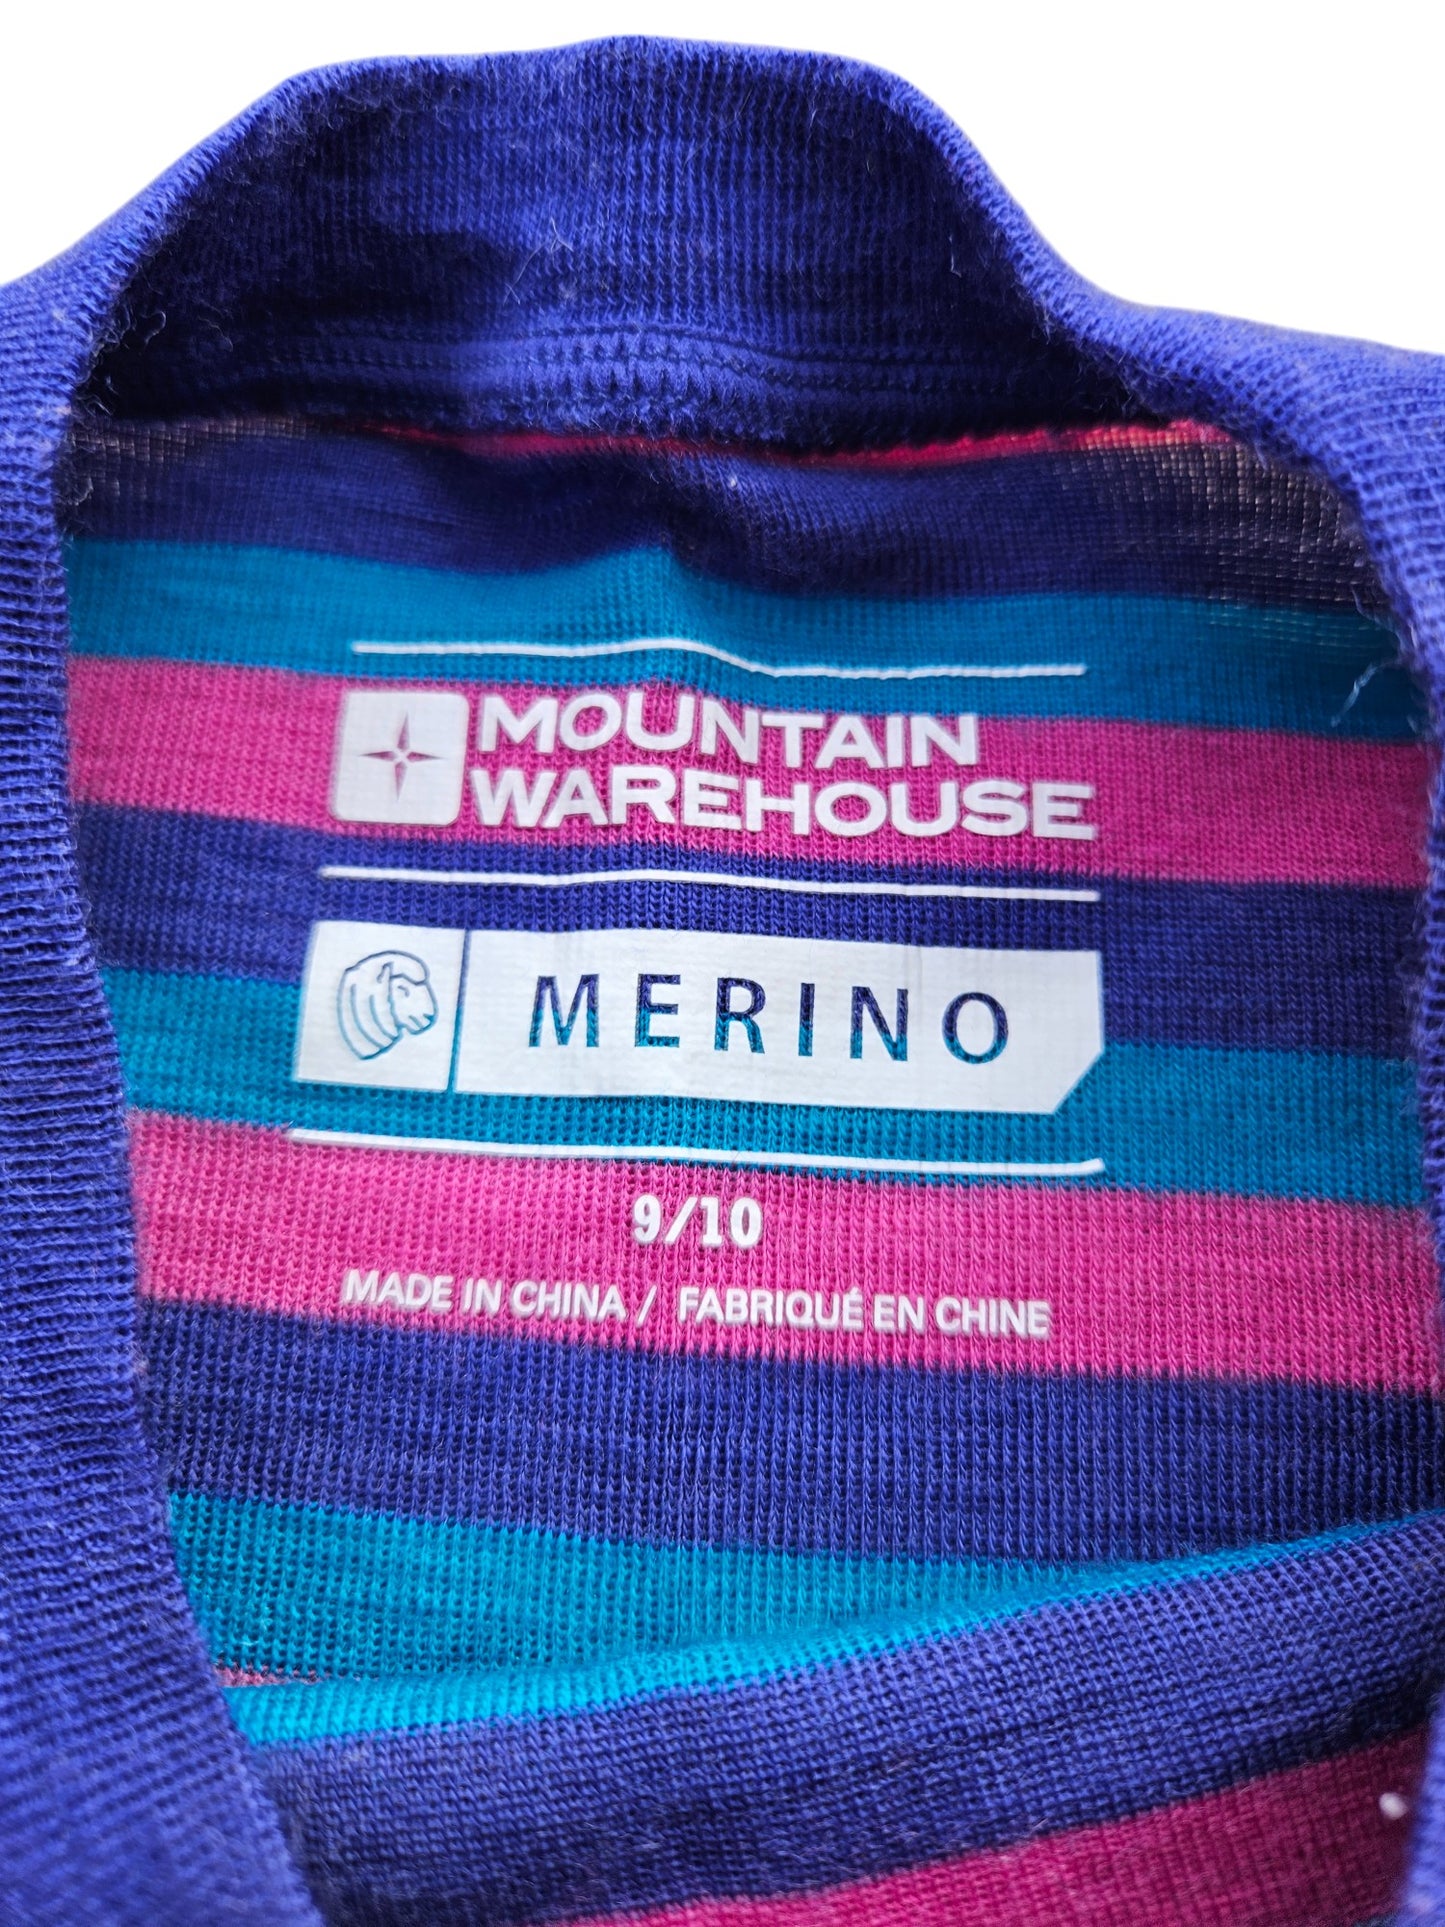 MOUNTAIN
WAREHOUSE
MERINO
9/10
MADE IN CHINA / FABRIQUÉ EN CHINE